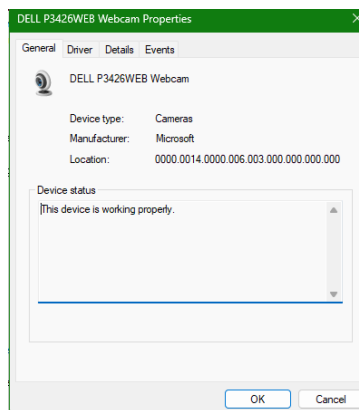 DELL P3426WEB Webcam Properties
General Driver Details Events
DELL P3426WEB Webcam
Device type: Cameras
Manufacturer: Microsoft
Location: 0000.0014.0000.006.003.000.000.000.000
Device status
This device is working properly.
OK Cancel